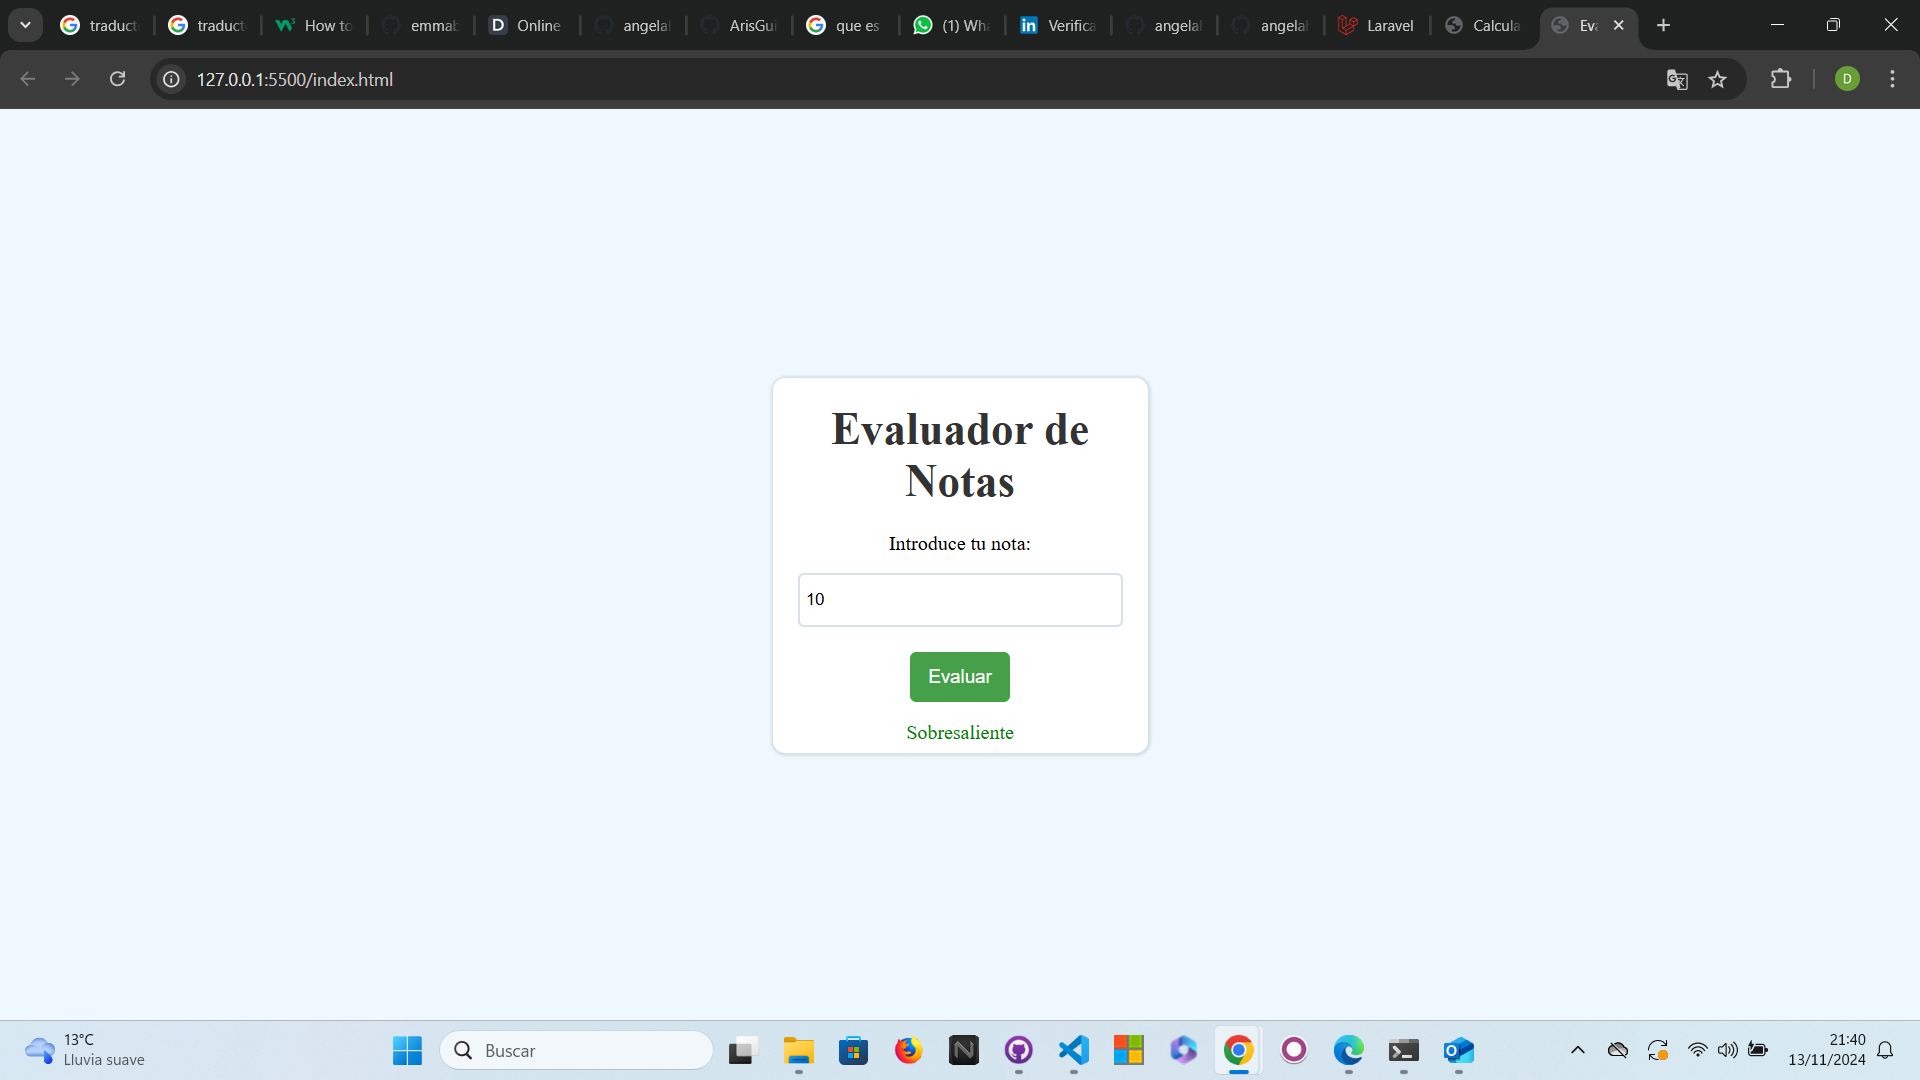 traduct
traduct
How to
emmab
Online
angelal
ArisGui
que es
(1) Wha
Verifica
angelal
angelal
Laravel
Calcula
Eva
127.0.0.1:5500/index.html
D
Evaluador de
Notas
Introduce tu nota:
10
Evaluar
Sobresaliente
13°C
Lluvia suave
Buscar
21:40
13/11/2024